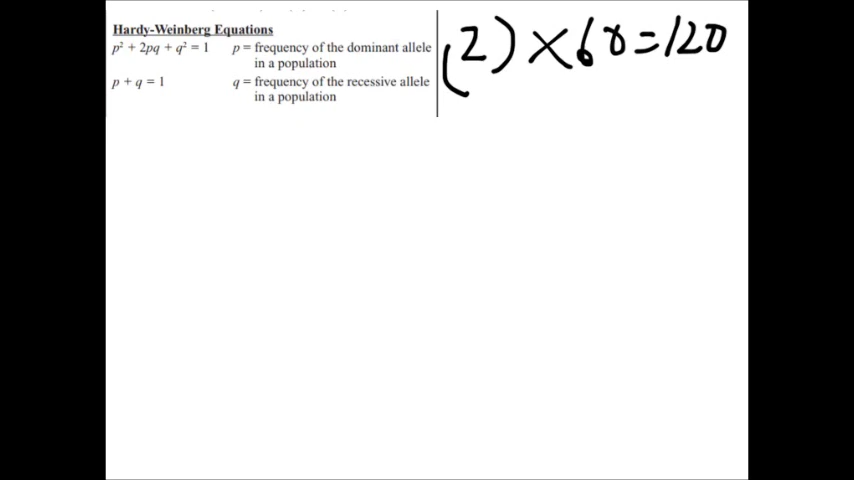 Hardy-Weinberg Equations
p² + 2pq + q² = 1 p = frequency of the dominant allele
in a population
p + q = 1 q = frequency of the recessive allele
in a population
(2) × 60 = 120